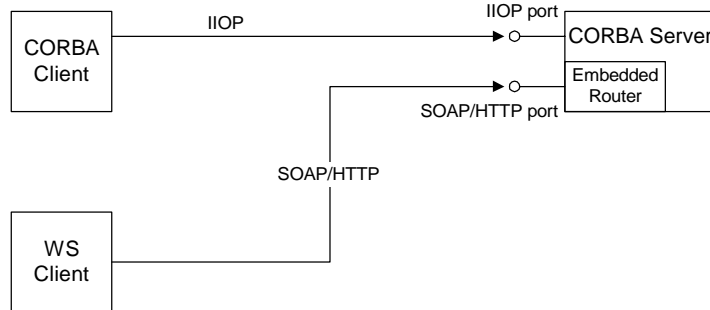 IIOP port
IIOP
CORBA
Client
CORBA Server
Embedded
Router
SOAP/HTTP port
SOAP/HTTP
WS
Client